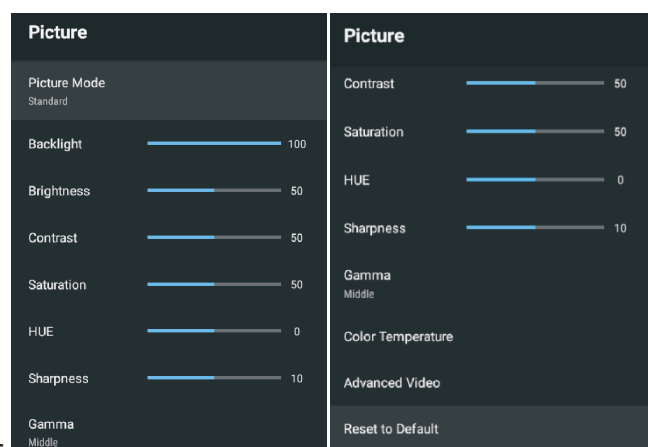 Picture
Picture Mode
Standard
Backlight 100
Brightness 50
Contrast 50
Saturation 50
HUE 0
Sharpness 10
Gamma
Middle
Picture
Contrast 50
Saturation 50
HUE 0
Sharpness 10
Gamma
Middle
Color Temperature
Advanced Video
Reset to Default